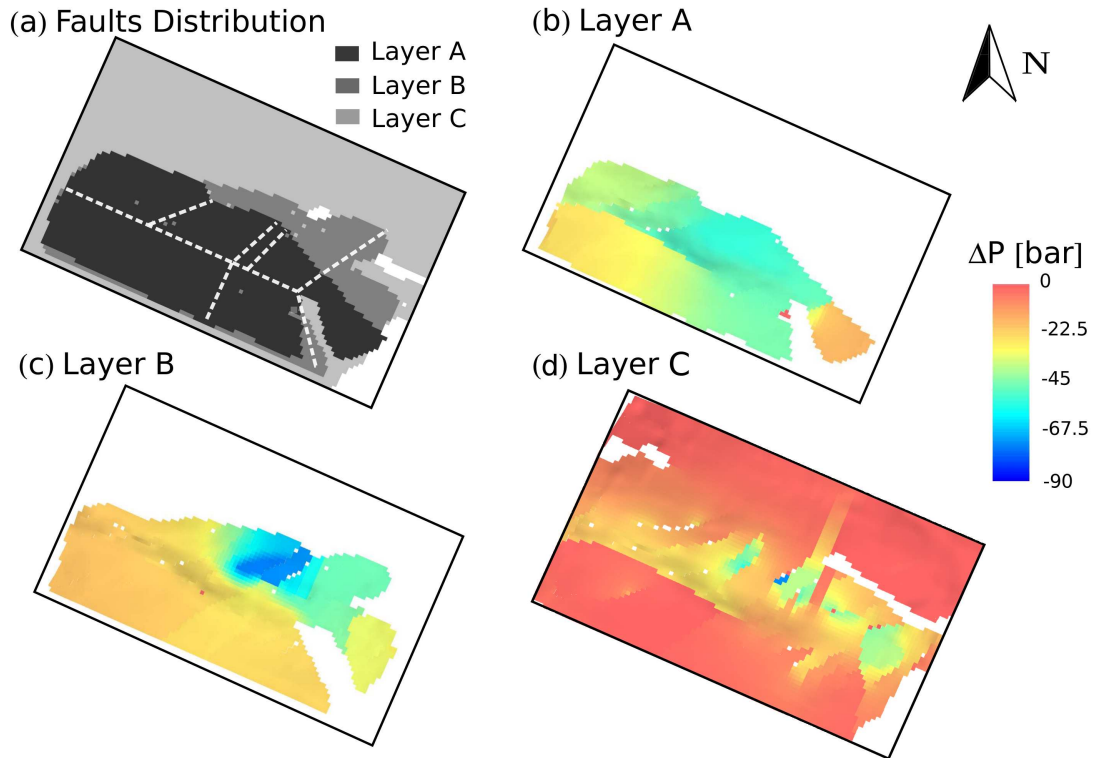 (a) Faults Distribution
Layer A
Layer B
Layer C
(b) Layer A
N
ΔP [bar]
0
-22.5
-45
-67.5
-90
(c) Layer B
(d) Layer C